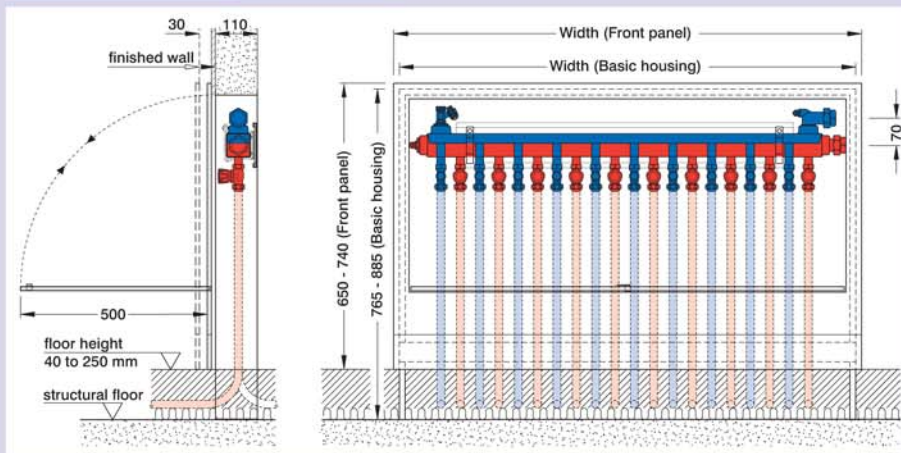 30
110
finished wall
500
floor height
40 to 250 mm
structural floor
Width (Front panel)
Width (Basic housing)
70
650 - 740 (Front panel)
765 - 885 (Basic housing)